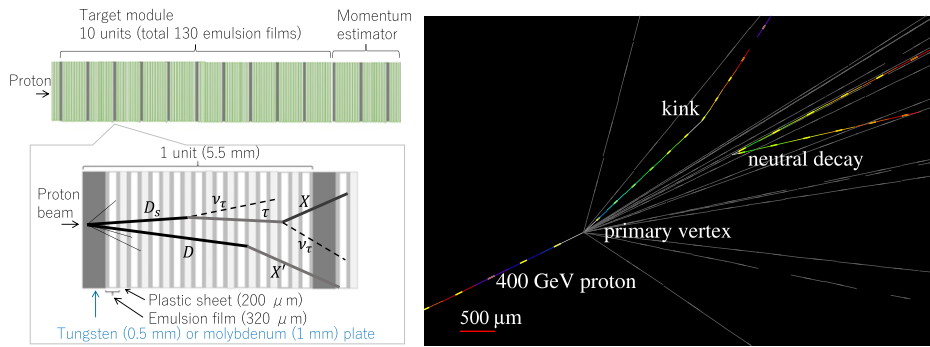 Target module
10 units (total 130 emulsion films)
Momentum
estimator
Proton
1 unit (5.5 mm)
Proton
beam
D_s
ν_τ
τ
X
D
ν_τ
X'
Plastic sheet (200 μm)
Emulsion film (320 μm)
Tungsten (0.5 mm) or molybdenum (1 mm) plate
kink
neutral decay
primary vertex
400 GeV proton
500 μm